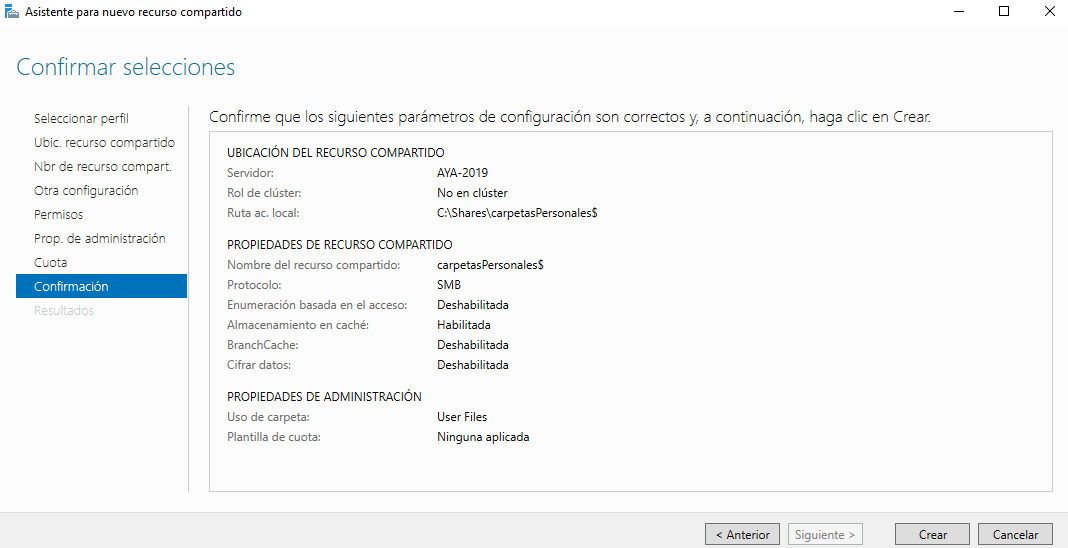 Asistente para nuevo recurso compartido
Confirmar selecciones
Seleccionar perfil
Ubic. recurso compartido
Nbr de recurso compart.
Otra configuración
Permisos
Prop. de administración
Cuota
Confirmación
Resultados
Confirme que los siguientes parámetros de configuración son correctos y, a continuación, haga clic en Crear.
UBICACIÓN DEL RECURSO COMPARTIDO
Servidor: AYA-2019
Rol de clúster: No en clúster
Ruta ac. local: C:\Shares\carpetasPersonales$
PROPIEDADES DE RECURSO COMPARTIDO
Nombre del recurso compartido: carpetasPersonales$
Protocolo: SMB
Enumeración basada en el acceso: Deshabilitada
Almacenamiento en caché: Habilitada
BranchCache: Deshabilitada
Cifrar datos: Deshabilitada
PROPIEDADES DE ADMINISTRACIÓN
Uso de carpeta: User Files
Plantilla de cuota: Ninguna aplicada
< Anterior Siguiente > Crear Cancelar